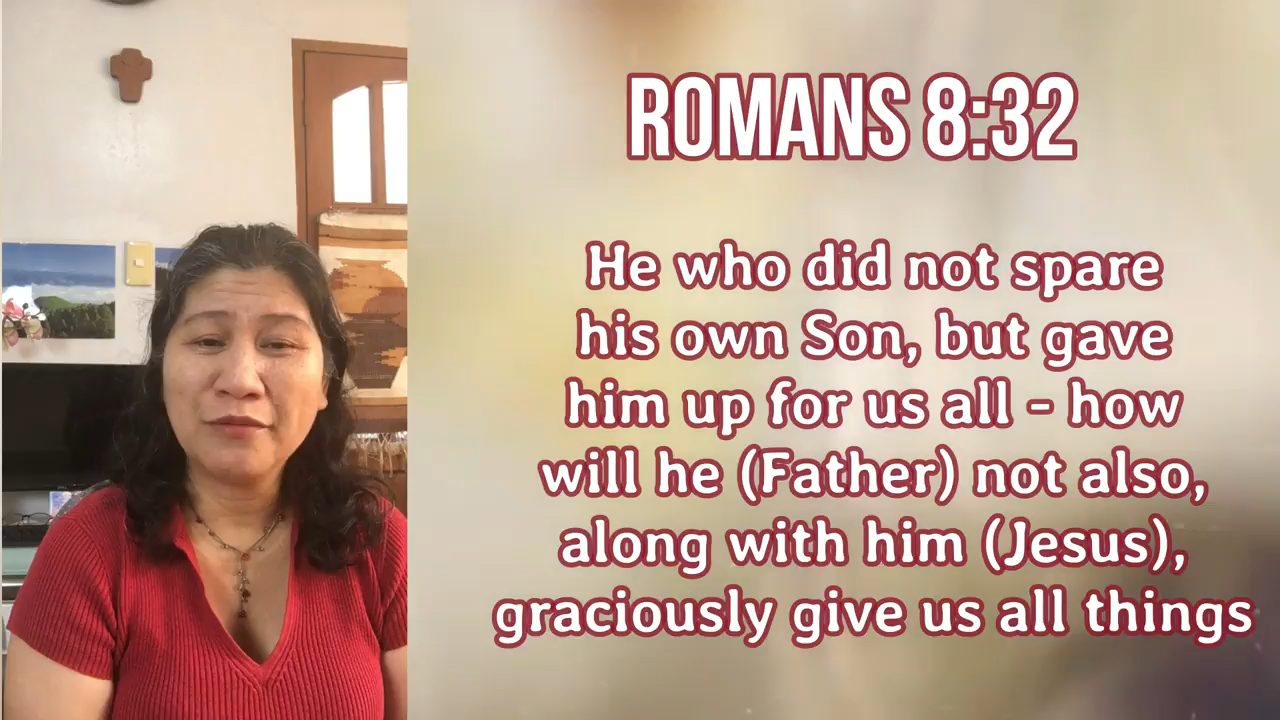 ROMANS 8:32
He who did not spare
his own Son, but gave
him up for us all - how
will he (Father) not also,
along with him (Jesus),
graciously give us all things